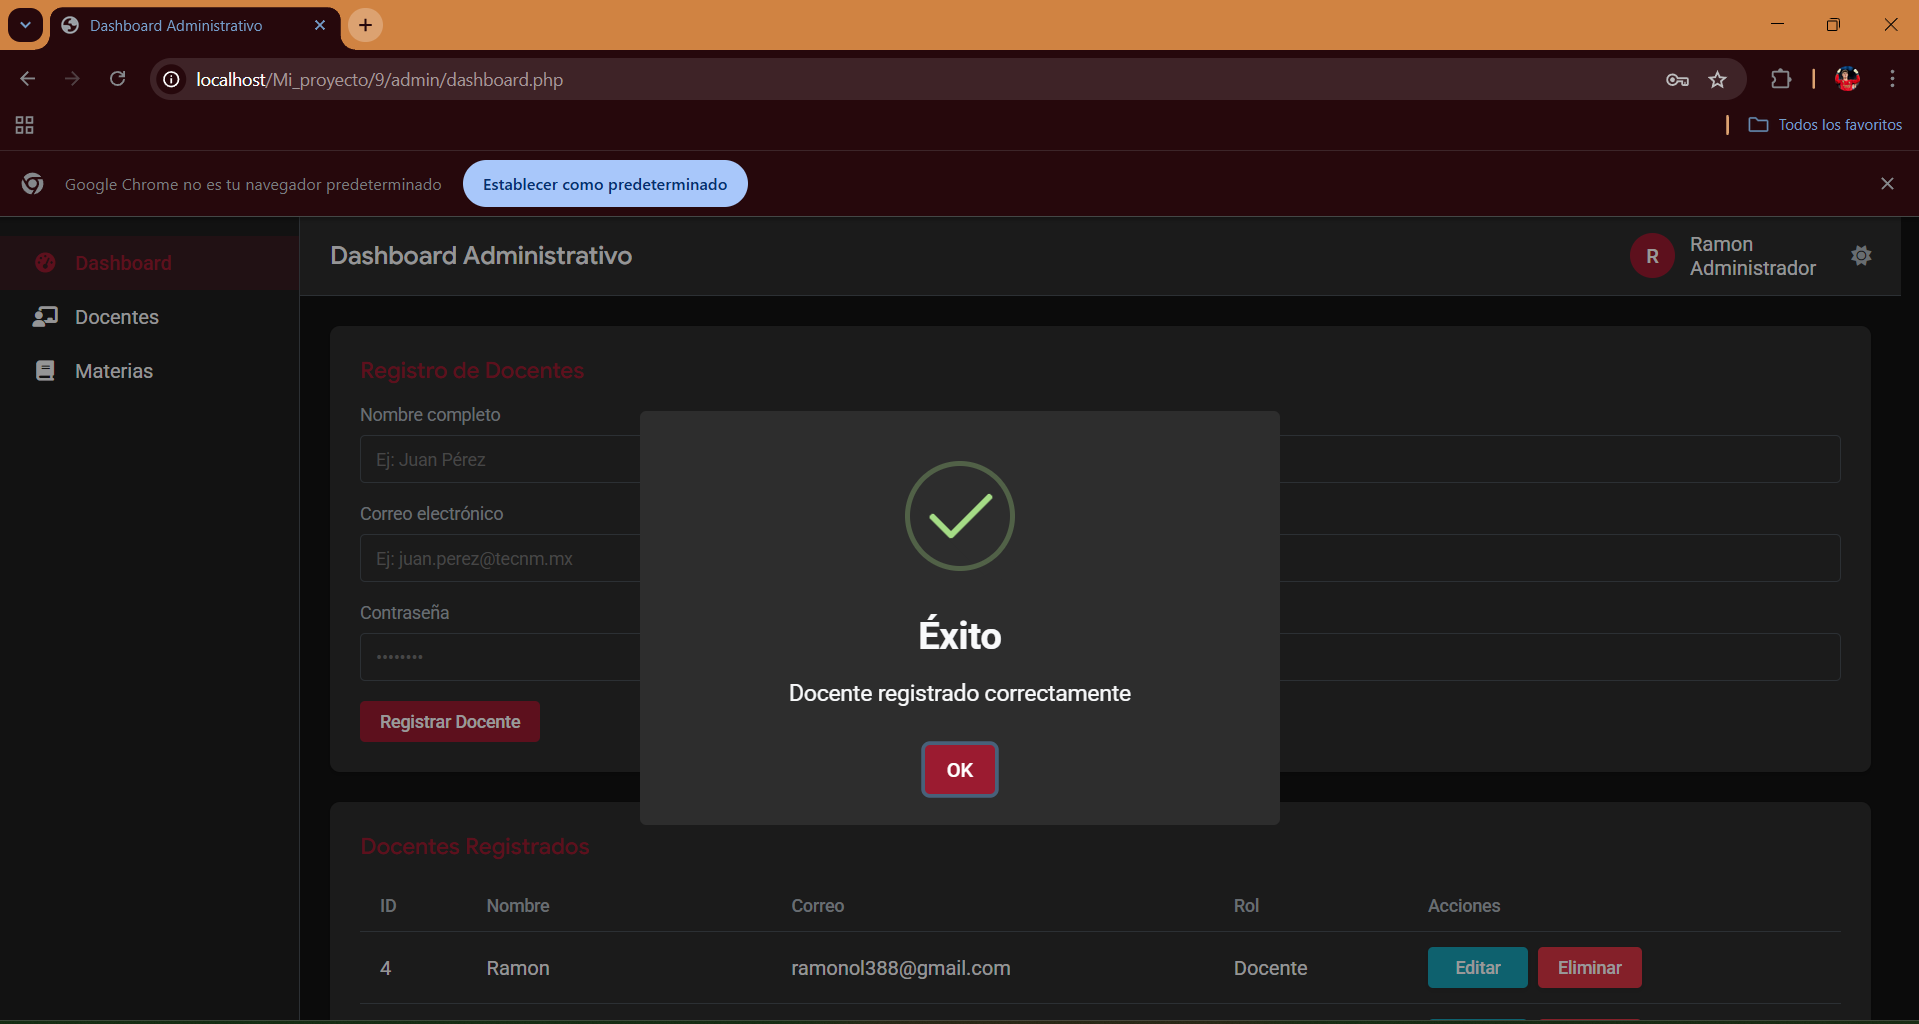 Dashboard Administrativo
localhost/Mi_proyecto/9/admin/dashboard.php
Todos los favoritos
Google Chrome no es tu navegador predeterminado
Establecer como predeterminado
Dashboard
Docentes
Materias
Dashboard Administrativo
R
Ramon
Administrador
Registro de Docentes
Nombre completo
Ej: Juan Pérez
Correo electrónico
Ej: juan.perez@tecnm.mx
Contraseña
••••••••
Registrar Docente
Éxito
Docente registrado correctamente
OK
Docentes Registrados
ID Nombre Correo Rol Acciones
4 Ramon ramonol388@gmail.com Docente Editar Eliminar